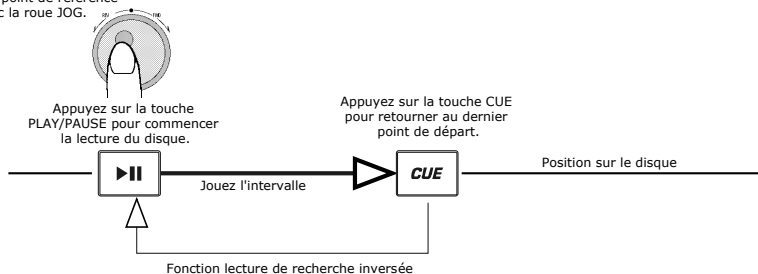 point de référence
la roue JOG.
REV
FWD
Appuyez sur la touche
PLAY/PAUSE pour commencer
la lecture du disque.
Appuyez sur la touche CUE
pour retourner au dernier
point de départ.
Jouez l'intervalle
CUE
Position sur le disque
Fonction lecture de recherche inversée